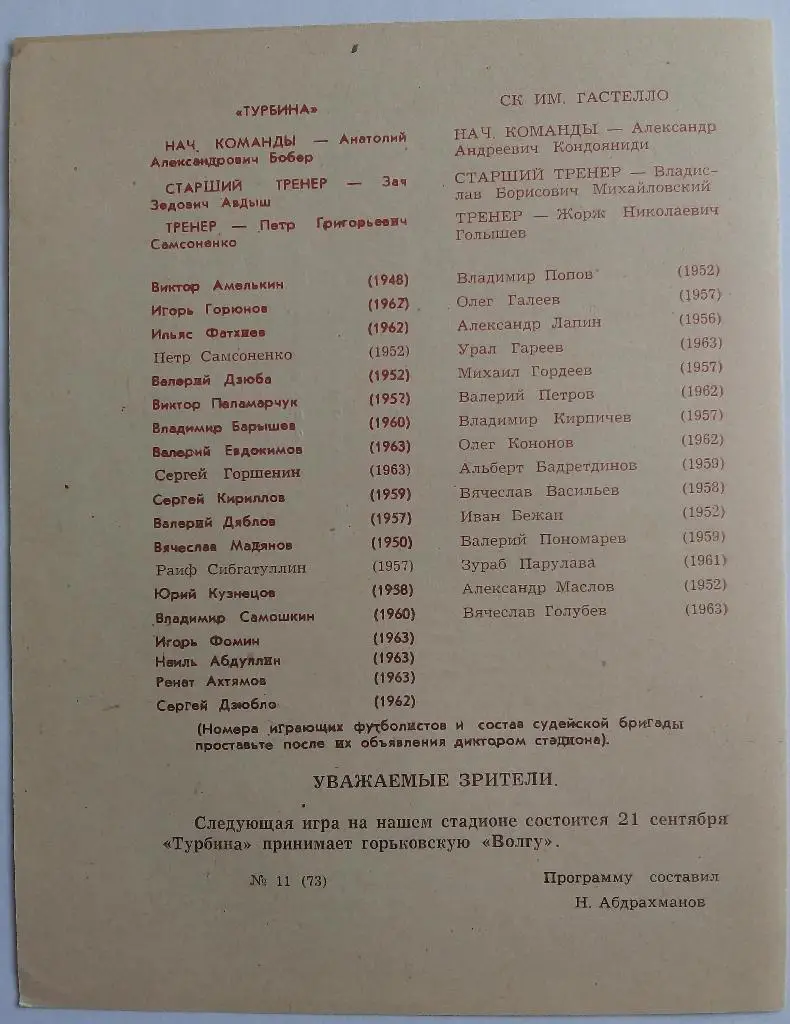 «ТУРБИНА»
НАЧ. КОМАНДЫ — Анатолий
Александрович Бобер
СТАРШИЙ ТРЕНЕР — Зач
Зедович Авдыш
ТРЕНЕР — Петр Григорьевич
Самсоненко
Виктор Амелькин (1948)
Игорь Горюнов (1962)
Ильяс Фатхиев (1962)
Петр Самсоненко (1952)
Валерий Дзюба (1952)
Виктор Паламарчук (1952)
Владимир Барышев (1960)
Валерий Евдокимов (1963)
Сергей Горшенин (1963)
Сергей Кириллов (1959)
Валерий Дяблов (1957)
Вячеслав Мадянов (1950)
Раиф Сибгатуллин (1957)
Юрий Кузнецов (1958)
Владимир Самошкин (1960)
Игорь Фомин (1963)
Наиль Абдуллин (1963)
Ренат Ахтямов (1963)
Сергей Дзюбло (1962)
СК ИМ. ГАСТЕЛЛО
НАЧ. КОМАНДЫ — Александр
Андреевич Кондояниди
СТАРШИЙ ТРЕНЕР — Владис-
лав Борисович Михайловский
ТРЕНЕР — Жорж Николаевич
Голышев
Владимир Попов (1952)
Олег Галеев (1957)
Александр Лапин (1956)
Урал Гареев (1963)
Михаил Гордеев (1957)
Валерий Петров (1962)
Владимир Кирпичев (1957)
Олег Кононов (1962)
Альберт Бадретдинов (1959)
Вячеслав Васильев (1958)
Иван Бежан (1952)
Валерий Пономарев (1959)
Зураб Парулава (1961)
Александр Маслов (1952)
Вячеслав Голубев (1963)
(Номера играющих футболистов и состав судейской бригады
проставьте после их объявления диктором стадиона).
УВАЖАЕМЫЕ ЗРИТЕЛИ.
Следующая игра на нашем стадионе состоится 21 сентября
«Турбина» принимает горьковскую «Волгу».
№ 11 (73)
Программу составил
Н. Абдрахманов